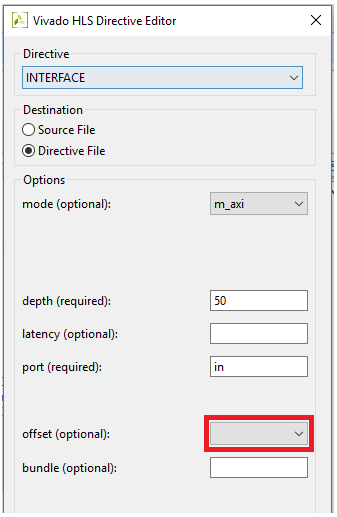 Vivado HLS Directive Editor
Directive
INTERFACE
Destination
Source File
Directive File
Options
mode (optional): m_axi
depth (required): 50
latency (optional):
port (required): in
offset (optional):
bundle (optional):